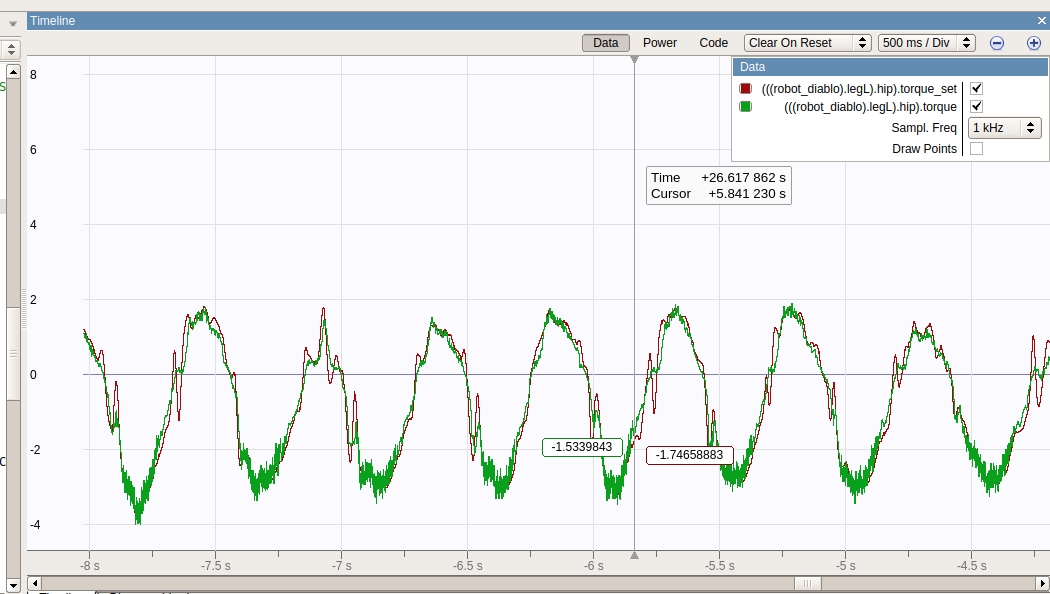 Timeline
Data Power Code Clear On Reset 500 ms / Div
Data
(((robot_diablo).legL).hip).torque_set
(((robot_diablo).legL).hip).torque
Sampl. Freq 1 kHz
Draw Points
Time +26.617 862 s
Cursor +5.841 230 s
8
6
4
2
0
-2
-4
-1.5339843
-1.74658883
-8 s -7.5 s -7 s -6.5 s -6 s -5.5 s -5 s -4.5 s